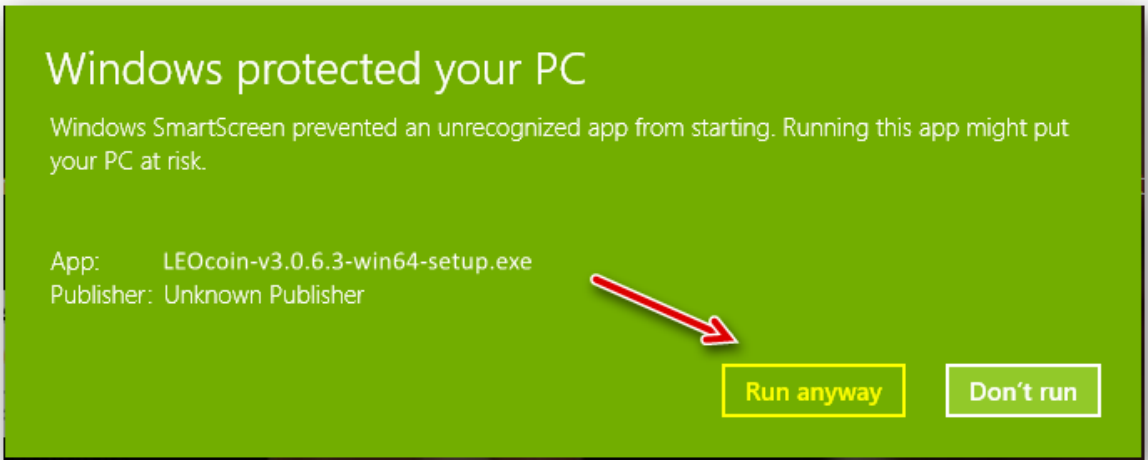 Windows protected your PC
Windows SmartScreen prevented an unrecognized app from starting. Running this app might put
your PC at risk.
App: LEOcoin-v3.0.6.3-win64-setup.exe
Publisher: Unknown Publisher
Run anyway Don't run